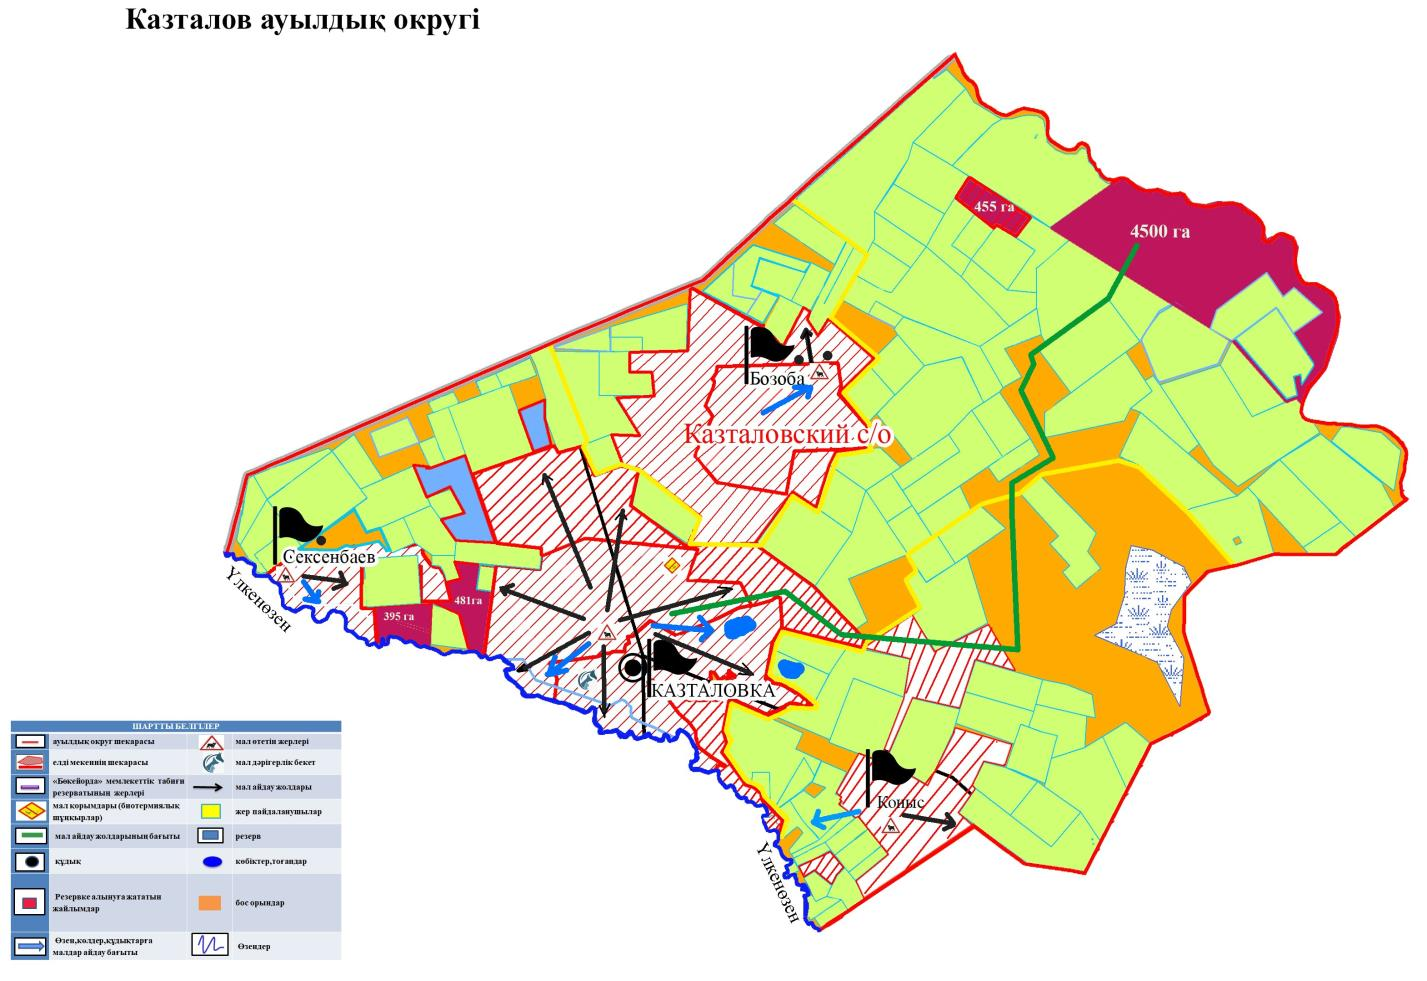 Казталов ауылдық округі
455 га
4500 га
Бозоба
Казталовский с/о
Сексенбаев
Үлкенөзен
395 га
481га
КАЗТАЛОВКА
Коныс
Үлкенөзен
ШАРТТЫ БЕЛГІЛЕР
ауылдық округ шекарасы
мал өтетін жерлері
елді мекеннің шекарасы
мал дәрігерлік бекет
«Бөкейорда» мемлекеттік табиғи
резерватының жерлері
мал айдау жолдары
мал қорымдары (биотермиялық
шұңқырлар)
жер пайдаланушылар
мал айдау жолдарының бағыты
резерв
құдық
көбіктер,тоғандар
Резервке алынуға жататын
жайылымдар
бос орындар
Өзен,көлдер,құдықтарға
малдар айдау бағыты
Өзендер